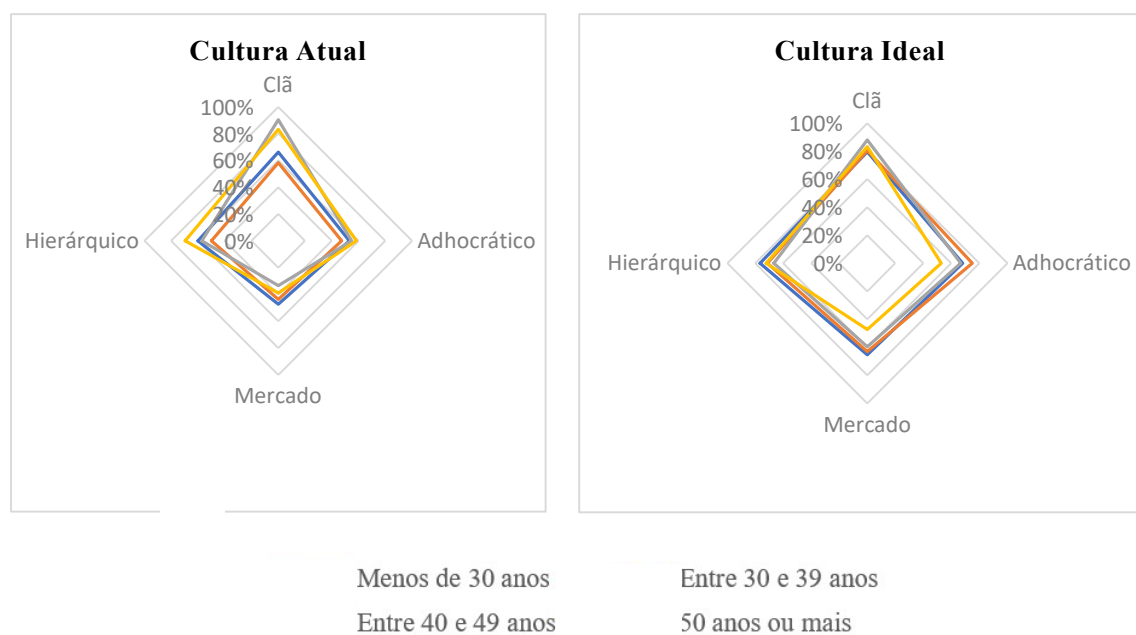 Cultura Atual
Clã
100%
80%
60%
40%
20%
0%
Hierárquico
Adhocrático
Mercado
Cultura Ideal
Clã
100%
80%
60%
40%
20%
0%
Hierárquico
Adhocrático
Mercado
Menos de 30 anos Entre 30 e 39 anos
Entre 40 e 49 anos 50 anos ou mais